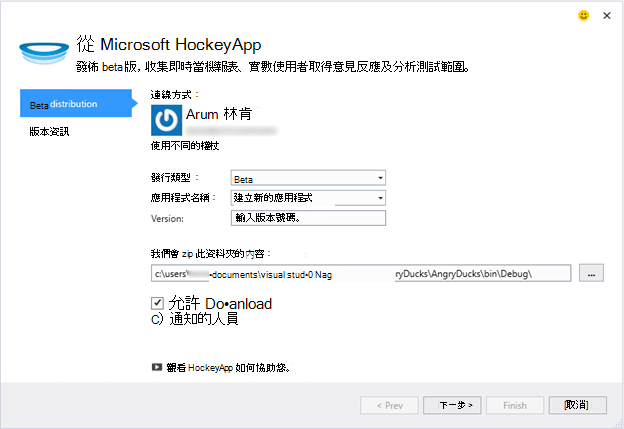 從 Microsoft HockeyApp
發佈 beta版, 收集即時當機報表、實數使用者取得意見反應及分析測試範圍。
Beta distribution
版本資訊
連線方式：
Arum 林肯
使用不同的權杖
發行類型： Beta
應用程式名稱： 建立新的應用程式
Version: 輸入版本號碼。
我們會 zip 此資料夾的內容：
c:\users\ -documents\visual stud-0 Nag ryDucks\AngryDucks\bin\Debug\ ...
允許 Do•anload
C) 通知的人員
觀看 HockeyApp 如何協助您。
< Prev 下一步 > Finish [取消]